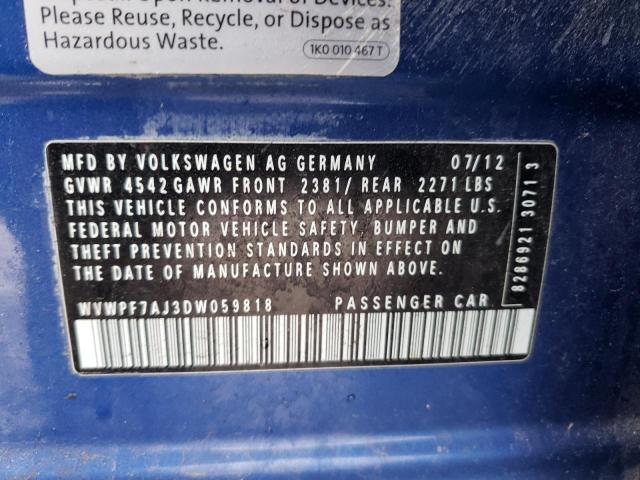 Please Reuse, Recycle, or Dispose as
Hazardous Waste.
1K0 010 467 T
MFD BY VOLKSWAGEN AG GERMANY 07/12
GVWR 4542 GAWR FRONT 2381/ REAR 2271 LBS
THIS VEHICLE CONFORMS TO ALL APPLICABLE U.S.
FEDERAL MOTOR VEHICLE SAFETY, BUMPER AND
THEFT PREVENTION STANDARDS IN EFFECT ON
THE DATE OF MANUFACTURE SHOWN ABOVE.
WVWPF7AJ3DW059818 PASSENGER CAR
8286921 3071 3